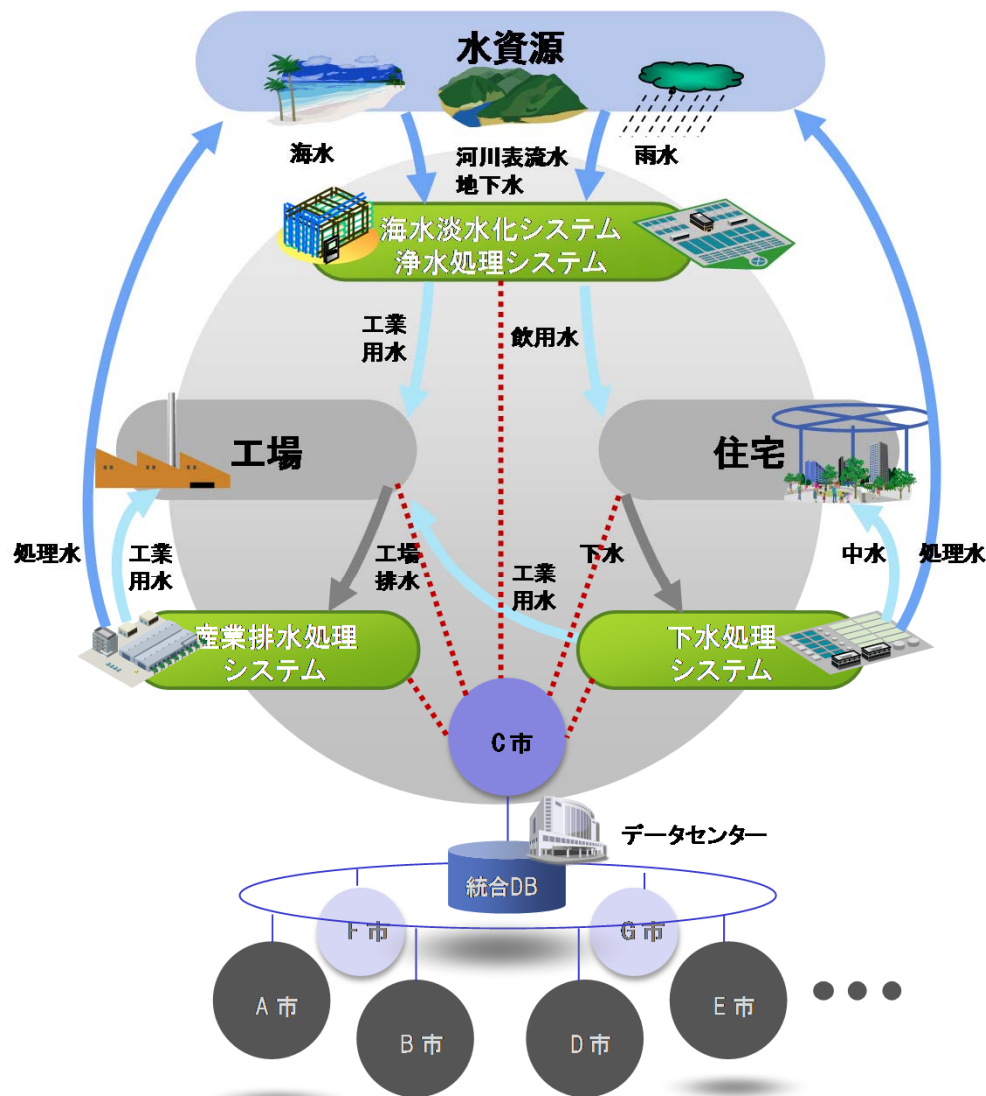 水資源
海水
河川表流水
地下水
雨水
海水淡水化システム
浄水処理システム
工業
用水
飲用水
工場
住宅
処理水
工業
用水
工場
排水
工業
用水
下水
中水
処理水
産業排水処理
システム
下水処理
システム
C市
データセンター
統合DB
F市
G市
A市
B市
D市
E市
●●●